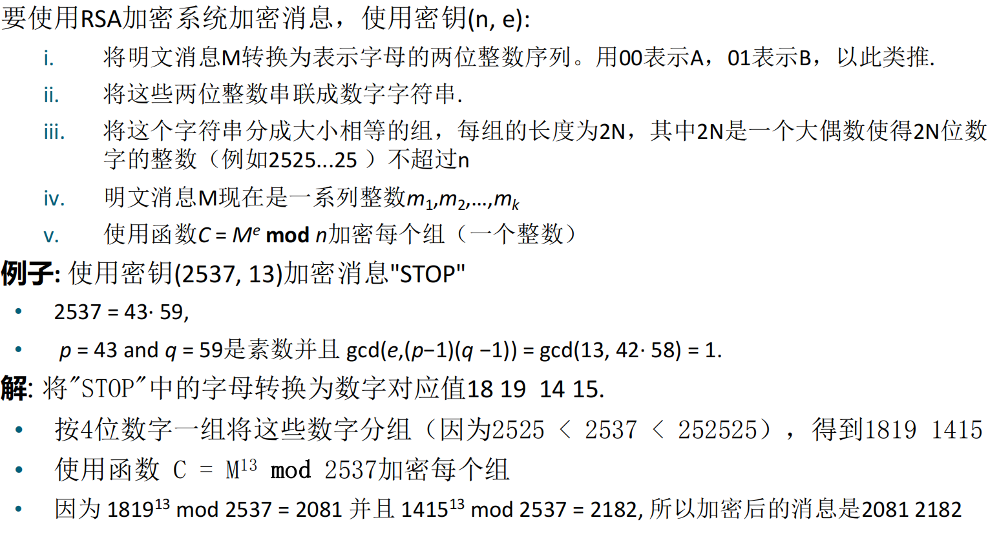 要使用RSA加密系统加密消息，使用密钥(n, e):
i. 将明文消息M转换为表示字母的两位整数序列。用00表示A，01表示B，以此类推.
ii. 将这些两位整数串联成数字字符串.
iii. 将这个字符串分成大小相等的组，每组的长度为2N，其中2N是一个大偶数使得2N位数
字的整数（例如2525...25 ）不超过n
iv. 明文消息M现在是一系列整数m₁,m₂,…,mₖ
v. 使用函数C = Mᵉ mod n加密每个组（一个整数）
例子: 使用密钥(2537, 13)加密消息"STOP"
• 2537 = 43∙ 59,
• p = 43 and q = 59是素数并且 gcd(e,(p−1)(q −1)) = gcd(13, 42∙ 58) = 1.
解: 将"STOP"中的字母转换为数字对应值18 19 14 15.
• 按4位数字一组将这些数字分组（因为2525 < 2537 < 252525），得到1819 1415
• 使用函数 C = M¹³ mod 2537加密每个组
• 因为 1819¹³ mod 2537 = 2081 并且 1415¹³ mod 2537 = 2182, 所以加密后的消息是2081 2182